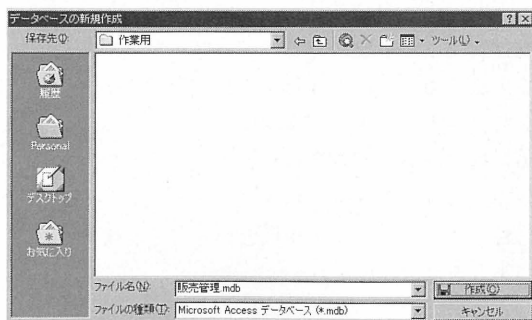 データベースの新規作成
保存先(I):
作業用
ツール(L)
履歴
Personal
デスクトップ
お気に入り
ファイル名(N):
販売管理.mdb
作成(C)
ファイルの種類(T):
Microsoft Access データベース (*.mdb)
キャンセル